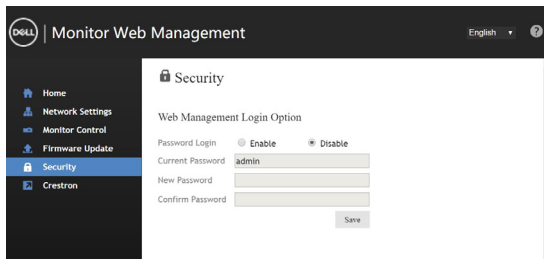 DELL | Monitor Web Management
English
?
Home
Network Settings
Monitor Control
Firmware Update
Security
Crestron
Security
Web Management Login Option
Password Login Enable Disable
Current Password admin
New Password
Confirm Password
Save